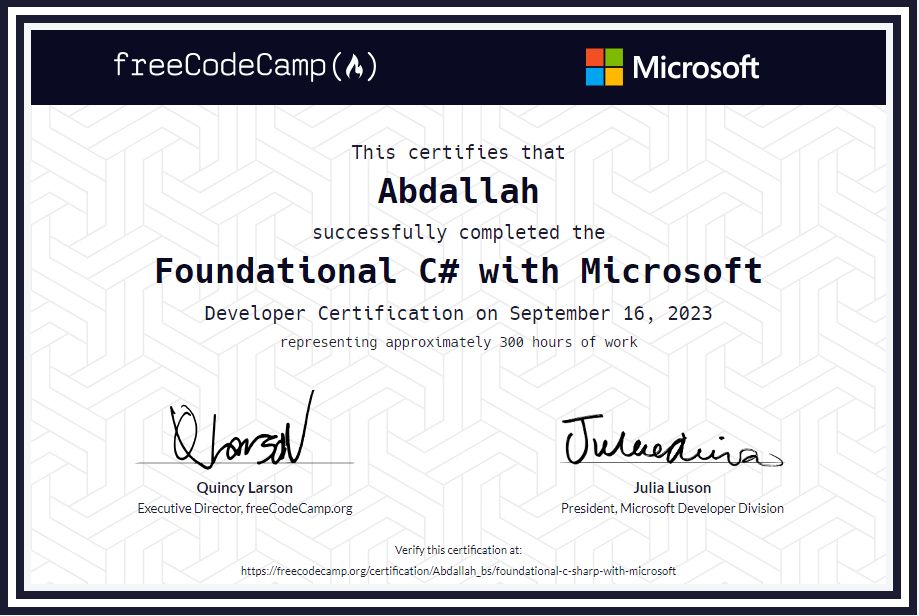 freeCodeCamp(🔥)
Microsoft
This certifies that
Abdallah
successfully completed the
Foundational C# with Microsoft
Developer Certification on September 16, 2023
representing approximately 300 hours of work
Quincy Larson
Executive Director, freeCodeCamp.org
Julia Liuson
President, Microsoft Developer Division
Verify this certification at:
https://freecodecamp.org/certification/Abdallah_bs/foundational-c-sharp-with-microsoft